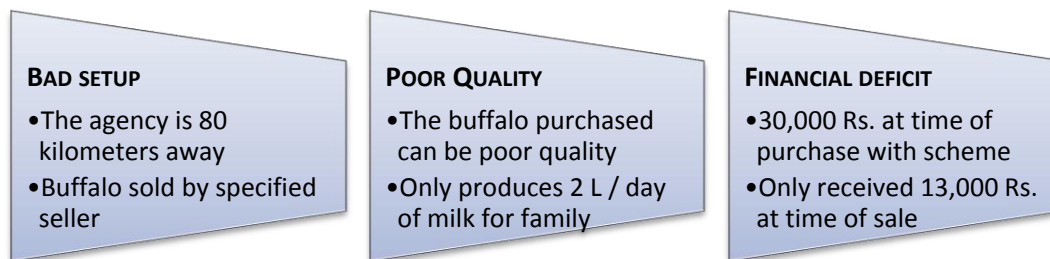 BAD SETUP
•The agency is 80
kilometers away
•Buffalo sold by specified
seller
POOR QUALITY
•The buffalo purchased
can be poor quality
•Only produces 2 L / day
of milk for family
FINANCIAL DEFICIT
•30,000 Rs. at time of
purchase with scheme
•Only received 13,000 Rs.
at time of sale